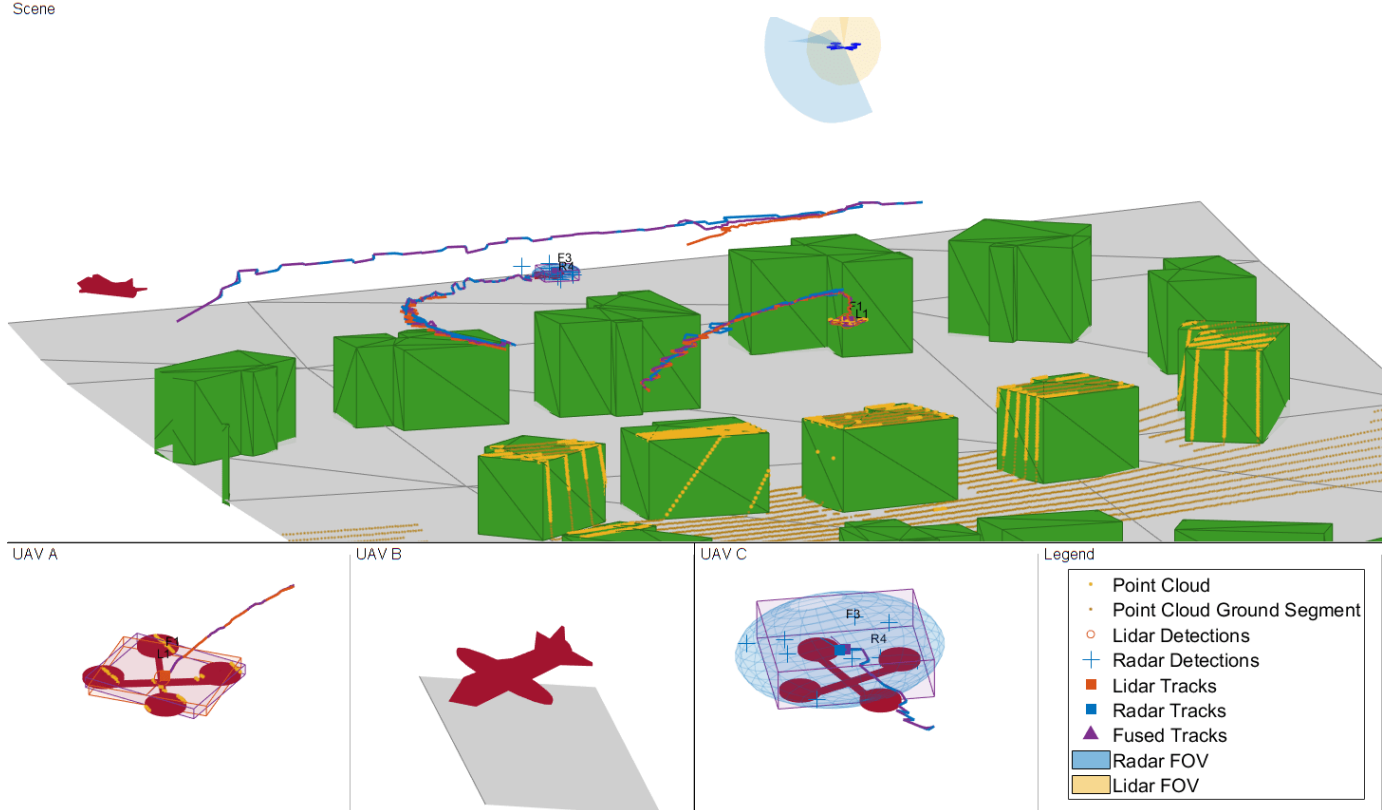 Scene
F3
R4
F1
L1
UAV A
F1
L1
UAV B
UAV C
F3
R4
Legend
Point Cloud
Point Cloud Ground Segment
Lidar Detections
Radar Detections
Lidar Tracks
Radar Tracks
Fused Tracks
Radar FOV
Lidar FOV